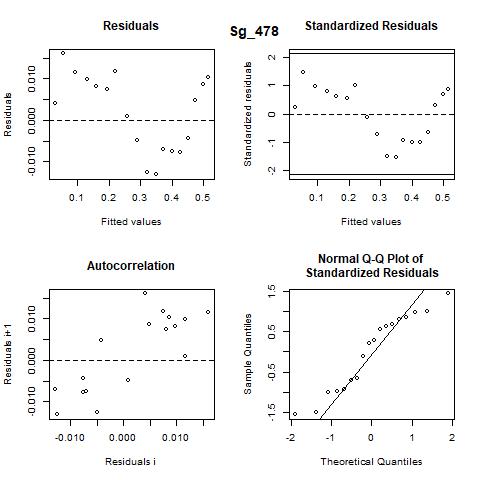 Sg_478
Residuals
Residuals
-0.010 0.000 0.010
0.1 0.2 0.3 0.4 0.5
Fitted values
Standardized Residuals
Standardized residuals
-2 -1 0 1 2
0.1 0.2 0.3 0.4 0.5
Fitted values
Autocorrelation
Residuals i+1
-0.010 0.000 0.010
-0.010 0.000 0.010
Residuals i
Normal Q-Q Plot of
Standardized Residuals
Sample Quantiles
-1.5 -0.5 0.5 1.5
-2 -1 0 1 2
Theoretical Quantiles